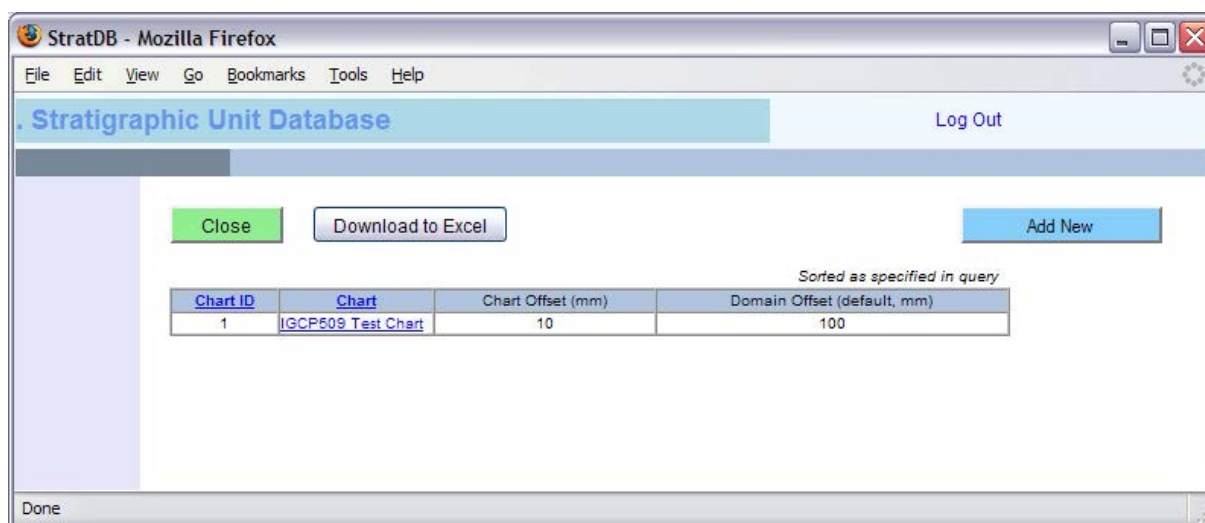 StratDB - Mozilla Firefox
File Edit View Go Bookmarks Tools Help
. Stratigraphic Unit Database Log Out
Close Download to Excel Add New
Sorted as specified in query
Chart ID Chart Chart Offset (mm) Domain Offset (default, mm)
1 IGCP509 Test Chart 10 100
Done